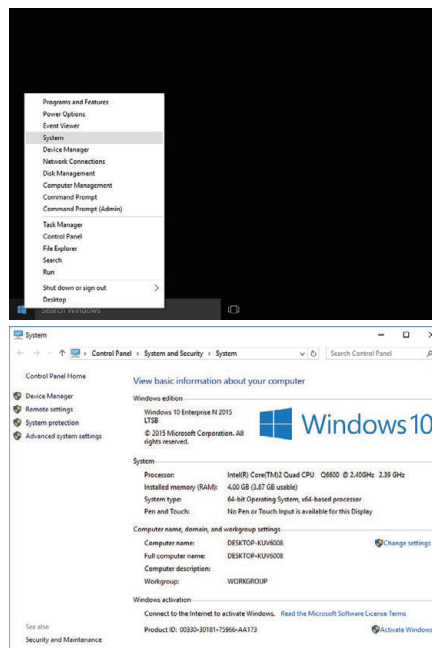 Programs and Features
Power Options
Event Viewer
System
Device Manager
Network Connections
Disk Management
Computer Management
Command Prompt
Command Prompt (Admin)
Task Manager
Control Panel
File Explorer
Search
Run
Shut down or sign out >
Desktop
Search Windows
System
Control Panel > System and Security > System
Search Control Panel
Control Panel Home
Device Manager
Remote settings
System protection
Advanced system settings
View basic information about your computer
Windows edition
Windows 10 Enterprise N 2015
LTSB
© 2015 Microsoft Corporation. All
rights reserved.
Windows 10
System
Processor: Intel(R) Core(TM)2 Quad CPU Q6600 @ 2.40GHz 2.39 GHz
Installed memory (RAM): 4.00 GB (3.87 GB usable)
System type: 64-bit Operating System, x64-based processor
Pen and Touch: No Pen or Touch Input is available for this Display
Computer name, domain, and workgroup settings
Computer name: DESKTOP-KUV6008 Change settings
Full computer name: DESKTOP-KUV6008
Computer description:
Workgroup: WORKGROUP
Windows activation
Connect to the Internet to activate Windows. Read the Microsoft Software License Terms
Product ID: 00330-30181-75966-AA173 Activate Windows
See also
Security and Maintenance